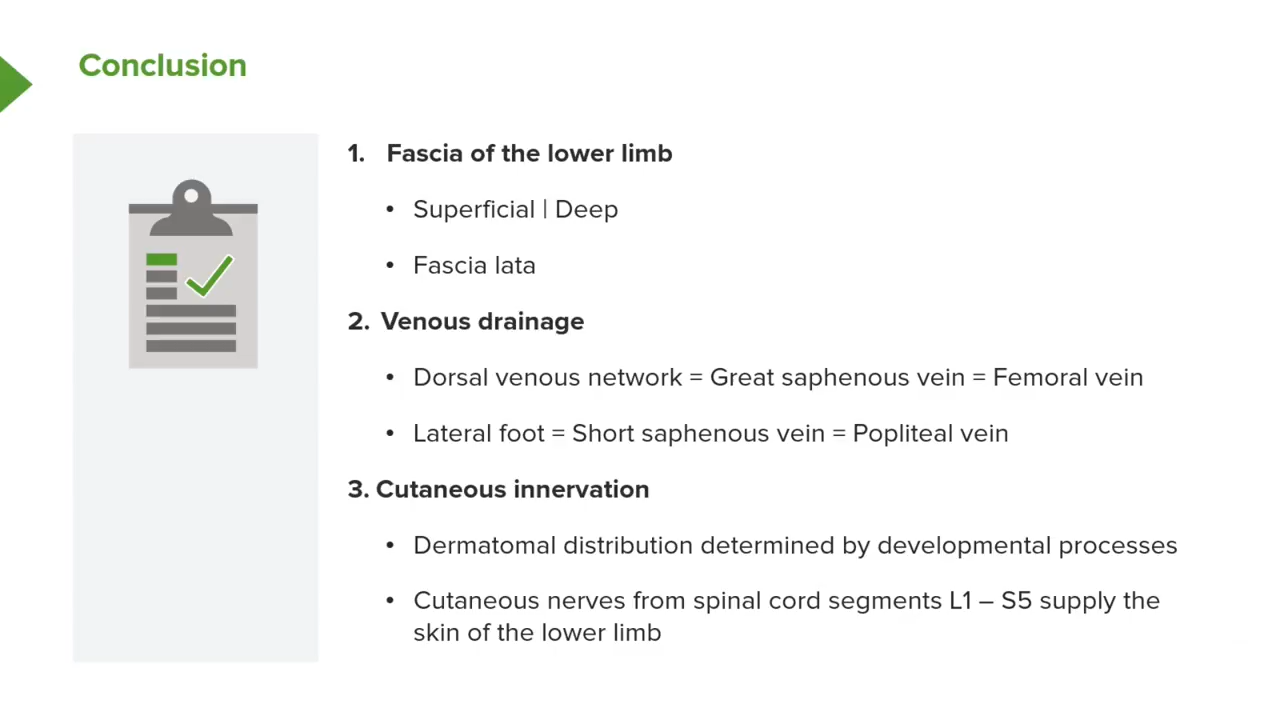 Conclusion
1. Fascia of the lower limb
• Superficial | Deep
• Fascia lata
2. Venous drainage
• Dorsal venous network = Great saphenous vein = Femoral vein
• Lateral foot = Short saphenous vein = Popliteal vein
3. Cutaneous innervation
• Dermatomal distribution determined by developmental processes
• Cutaneous nerves from spinal cord segments L1 – S5 supply the
skin of the lower limb